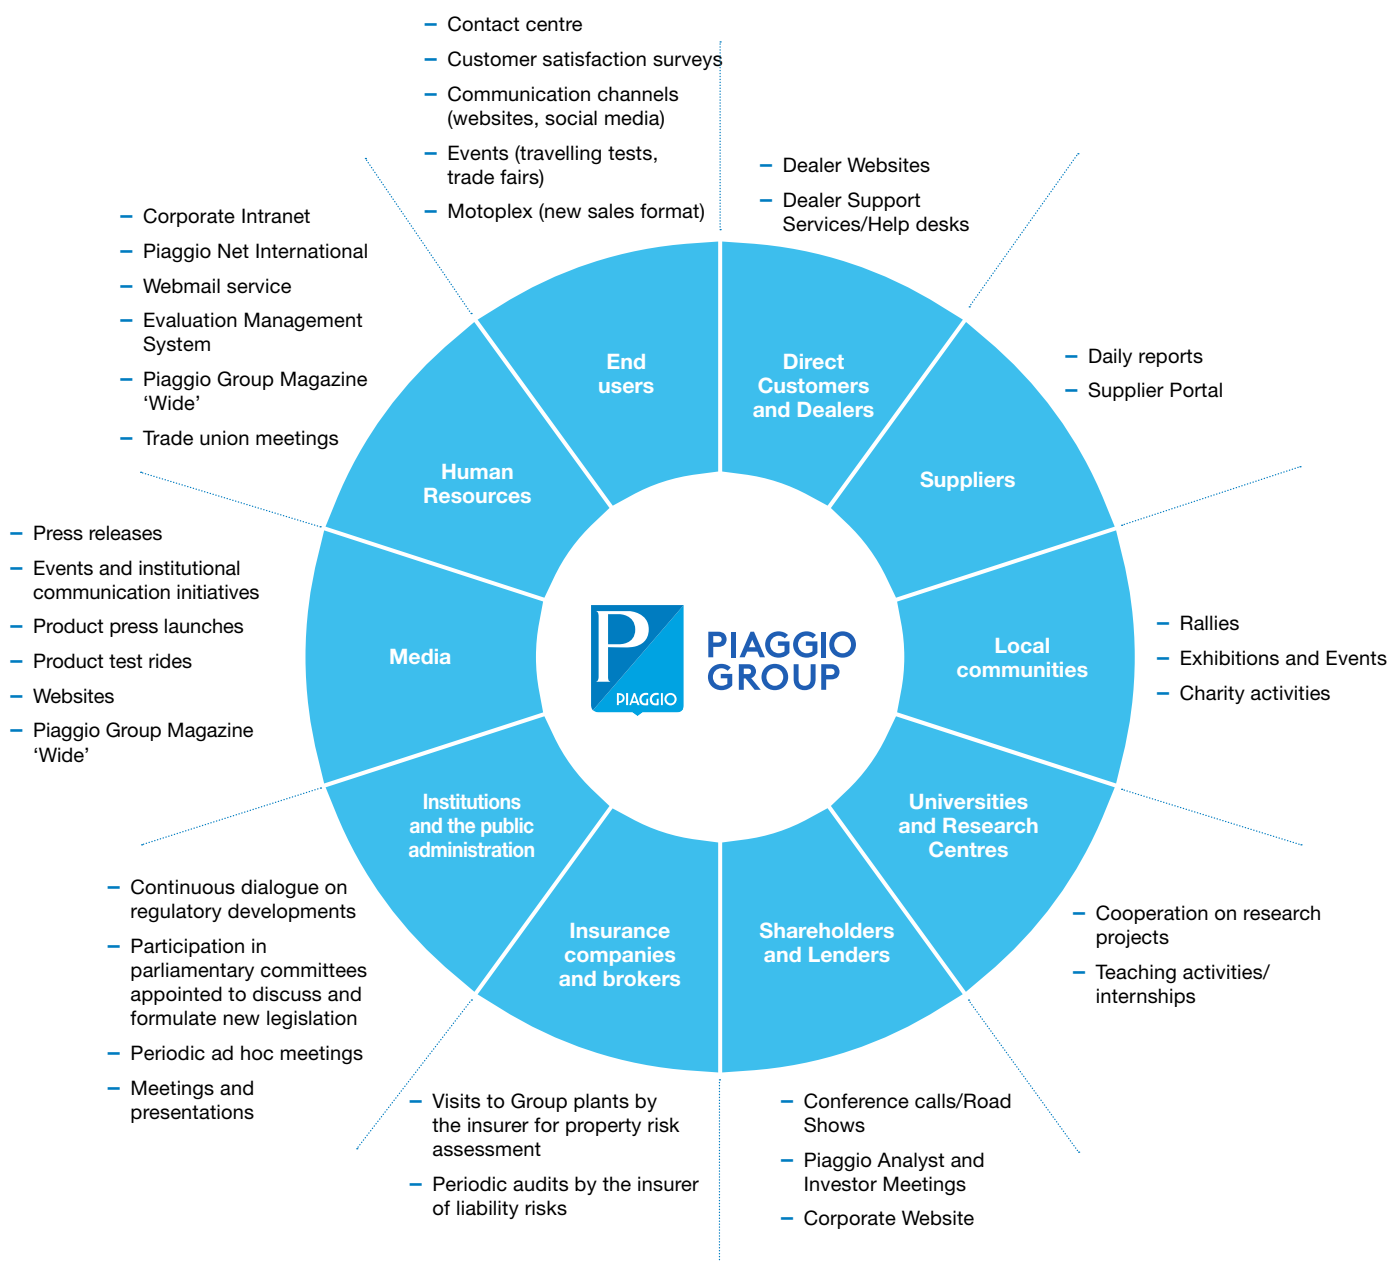 – Contact centre
– Customer satisfaction surveys
– Communication channels
(websites, social media)
– Events (travelling tests,
trade fairs)
– Motoplex (new sales format)
– Dealer Websites
– Dealer Support
Services/Help desks
– Corporate Intranet
– Piaggio Net International
– Webmail service
– Evaluation Management
System
– Piaggio Group Magazine
‘Wide’
– Trade union meetings
– Daily reports
– Supplier Portal
End
users
Direct
Customers
and Dealers
Human
Resources
Suppliers
– Press releases
– Events and institutional
communication initiatives
– Product press launches
– Product test rides
– Websites
– Piaggio Group Magazine
‘Wide’
Media
P
PIAGGIO
PIAGGIO
GROUP
Local
communities
– Rallies
– Exhibitions and Events
– Charity activities
Institutions
and the public
administration
Universities
and Research
Centres
Insurance
companies
and brokers
Shareholders
and Lenders
– Continuous dialogue on
regulatory developments
– Participation in
parliamentary committees
appointed to discuss and
formulate new legislation
– Periodic ad hoc meetings
– Meetings and
presentations
– Cooperation on research
projects
– Teaching activities/
internships
– Visits to Group plants by
the insurer for property risk
assessment
– Periodic audits by the insurer
of liability risks
– Conference calls/Road
Shows
– Piaggio Analyst and
Investor Meetings
– Corporate Website